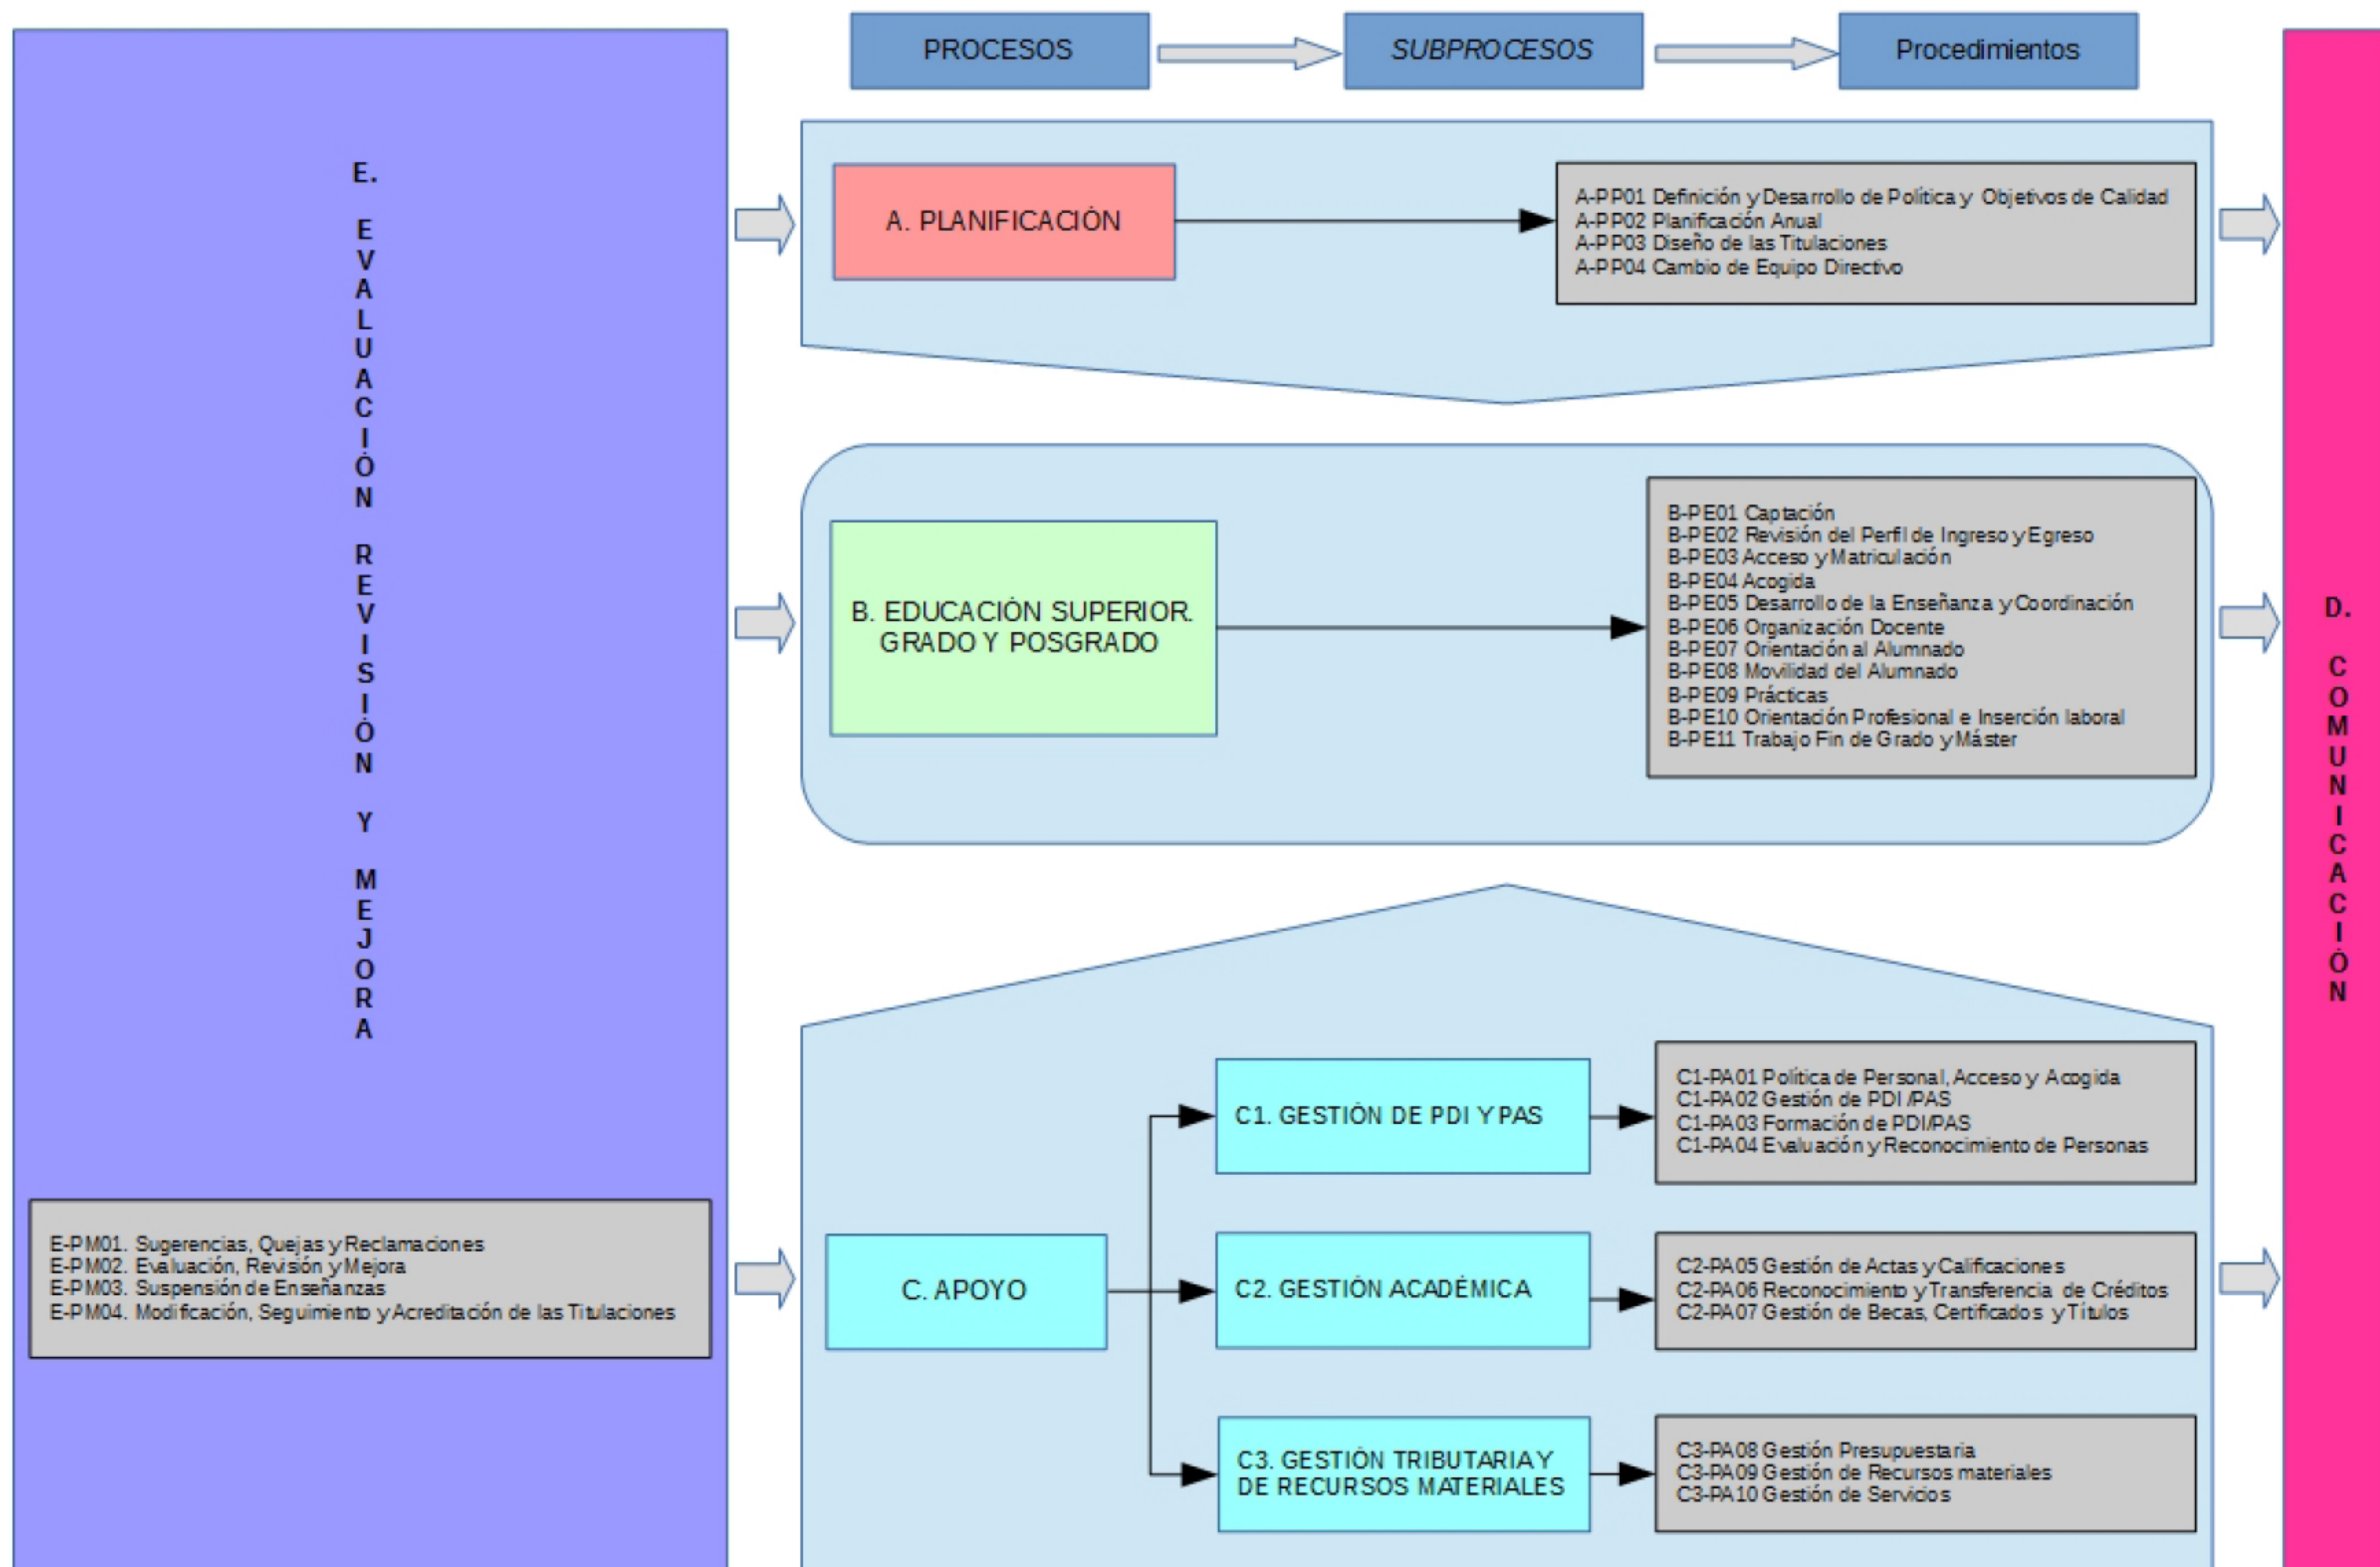 PROCESOS
SUBPROCESOS
Procedimientos
E. EVALUACIÓN REVISIÓN Y MEJORA
E-PM01. Sugerencias, Quejas y Reclamaciones
E-PM02. Evaluación, Revisión y Mejora
E-PM03. Suspensión de Enseñanzas
E-PM04. Modificación, Seguimiento y Acreditación de las Titulaciones
A. PLANIFICACIÓN
A-PP01 Definición y Desarrollo de Política y Objetivos de Calidad
A-PP02 Planificación Anual
A-PP03 Diseño de las Titulaciones
A-PP04 Cambio de Equipo Directivo
B. EDUCACIÓN SUPERIOR.
GRADO Y POSGRADO
B-PE01 Captación
B-PE02 Revisión del Perfil de Ingreso y Egreso
B-PE03 Acceso y Matriculación
B-PE04 Acogida
B-PE05 Desarrollo de la Enseñanza y Coordinación
B-PE06 Organización Docente
B-PE07 Orientación al Alumnado
B-PE08 Movilidad del Alumnado
B-PE09 Prácticas
B-PE10 Orientación Profesional e Inserción laboral
B-PE11 Trabajo Fin de Grado y Máster
C. APOYO
C1. GESTIÓN DE PDI Y PAS
C1-PA01 Política de Personal, Acceso y Acogida
C1-PA02 Gestión de PDI /PAS
C1-PA03 Formación de PDI/PAS
C1-PA04 Evaluación y Reconocimiento de Personas
C2. GESTIÓN ACADÉMICA
C2-PA05 Gestión de Actas y Calificaciones
C2-PA06 Reconocimiento y Transferencia de Créditos
C2-PA07 Gestión de Becas, Certificados y Títulos
C3. GESTIÓN TRIBUTARIA Y
DE RECURSOS MATERIALES
C3-PA08 Gestión Presupuestaria
C3-PA09 Gestión de Recursos materiales
C3-PA10 Gestión de Servicios
D. COMUNICACIÓN